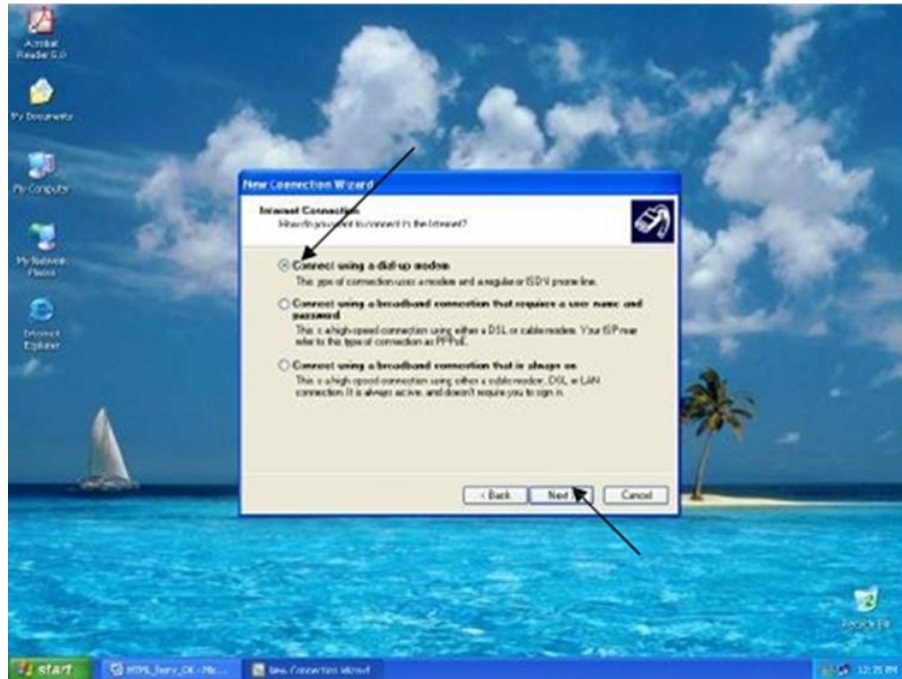 Acrobat
Reader 5.0
My Documents
My Computer
My Network
Places
Internet
Explorer
New Connection Wizard
Internet Connection
How do you want to connect to the Internet?
Connect using a dial-up modem
This type of connection uses a modem and a regular or ISDN phone line.
Connect using a broadband connection that requires a user name and
password
This is a high-speed connection using either a DSL or cable modem. Your ISP may
refer to this type of connection as PPPoE.
Connect using a broadband connection that is always on
This is a high-speed connection using either a cable modem, DSL or LAN
connection. It is always active, and doesn't require you to sign in.
< Back
Next >
Cancel
Recycle Bin
start
New Connection Wizard
12:35 PM